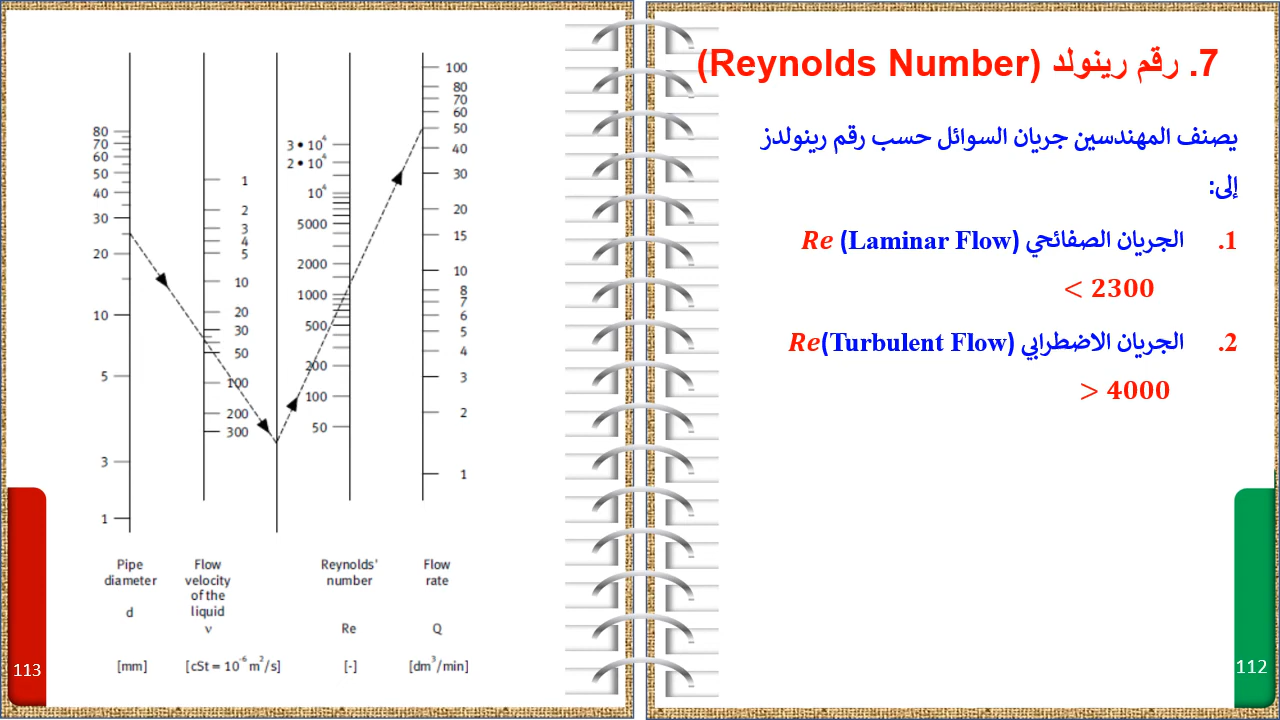 7. رقم رينولد (Reynolds Number)
يصنف المهندسين جريان السوائل حسب رقم رينولدز
إلى:
1. الجريان الصفائحي (Laminar Flow) Re
< 2300
2. الجريان الاضطرابي (Turbulent Flow)Re
> 4000
112
80
70
60
50
40
30
20
10
5
3
1
1
2
3
4
5
10
20
30
50
100
200
300
3 • 10⁴
2 • 10⁴
10⁴
5000
2000
1000
500
200
100
50
100
80
70
60
50
40
30
20
15
10
8
7
6
5
4
3
2
1
Pipe
diameter
d
[mm]
Flow
velocity
of the
liquid
ν
[cSt = 10⁻⁶ m²/s]
Reynolds'
number
Re
[-]
Flow
rate
Q
[dm³/min]
113